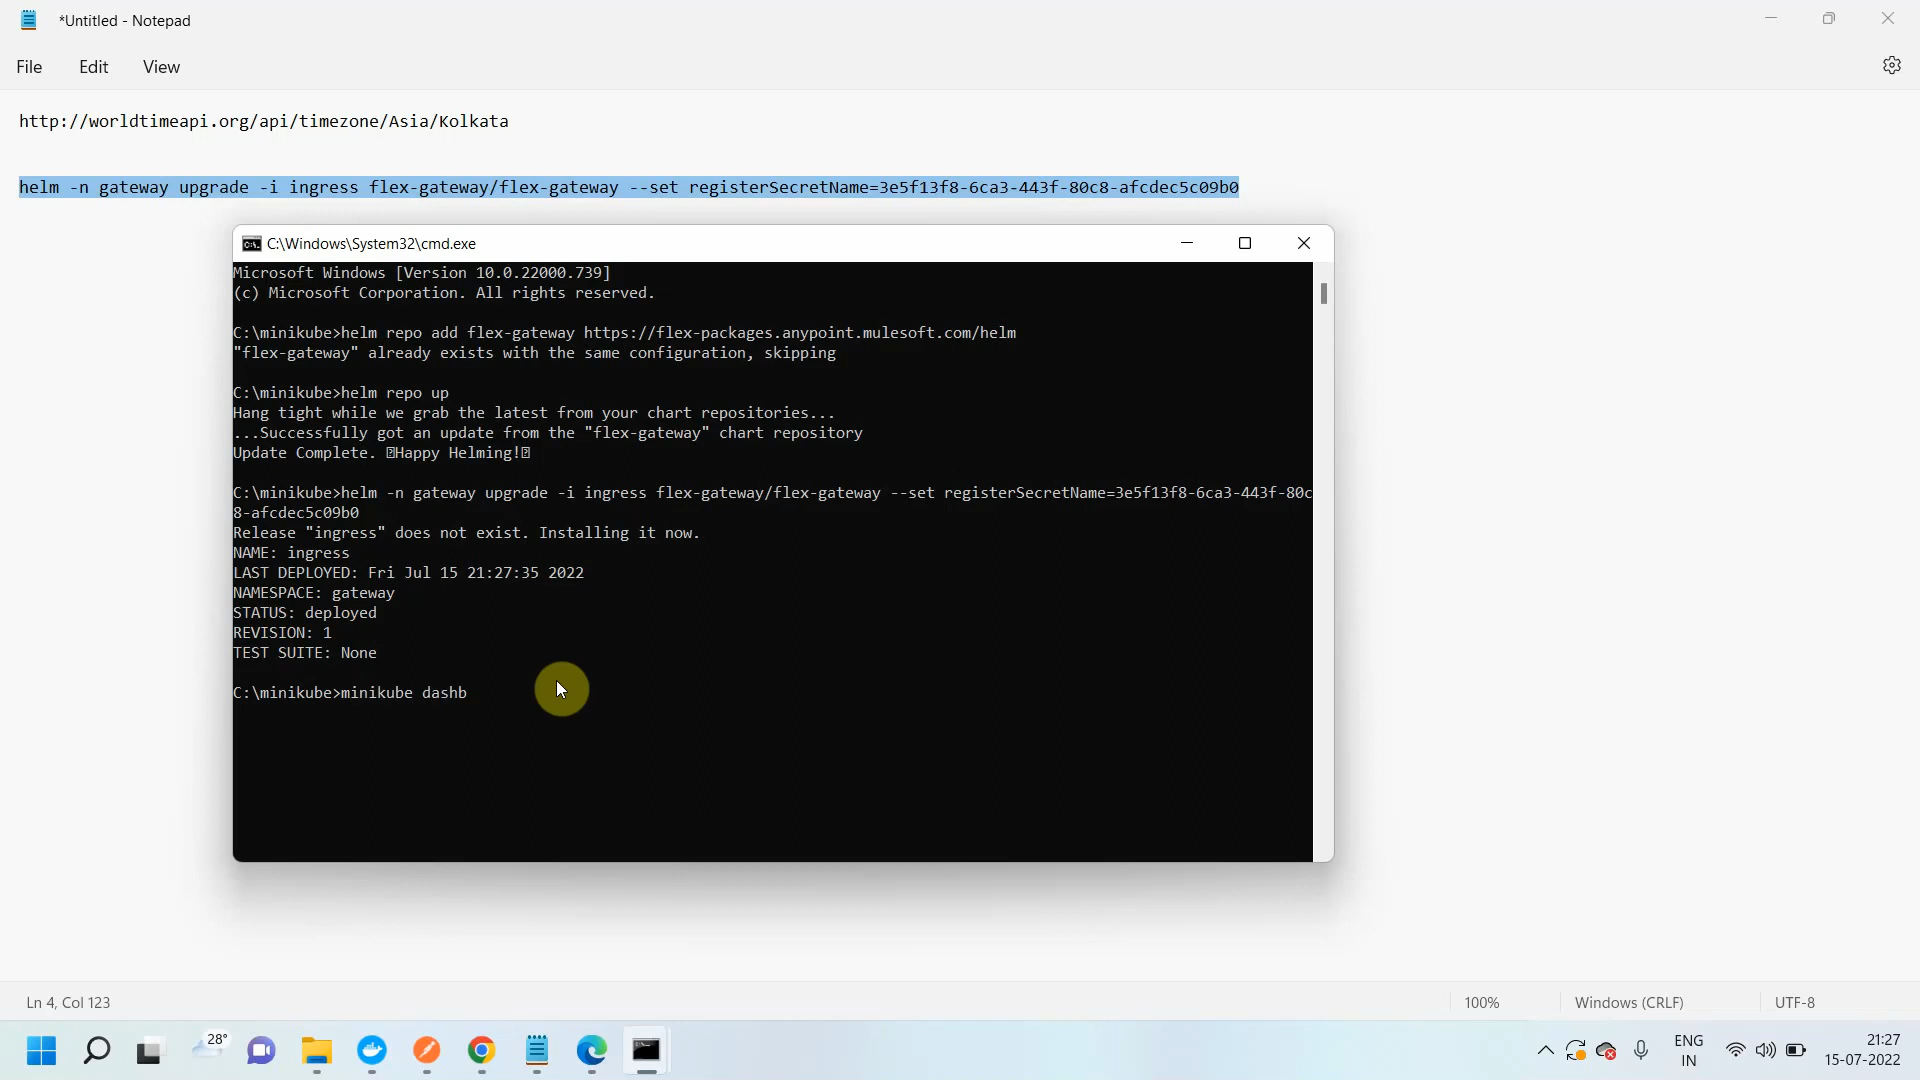 *Untitled - Notepad
File Edit View
http://worldtimeapi.org/api/timezone/Asia/Kolkata
helm -n gateway upgrade -i ingress flex-gateway/flex-gateway --set registerSecretName=3e5f13f8-6ca3-443f-80c8-afcdec5c09b0
C:\Windows\System32\cmd.exe
Microsoft Windows [Version 10.0.22000.739]
(c) Microsoft Corporation. All rights reserved.
C:\minikube>helm repo add flex-gateway https://flex-packages.anypoint.mulesoft.com/helm
"flex-gateway" already exists with the same configuration, skipping
C:\minikube>helm repo up
Hang tight while we grab the latest from your chart repositories...
...Successfully got an update from the "flex-gateway" chart repository
Update Complete. ⍰Happy Helming!⍰
C:\minikube>helm -n gateway upgrade -i ingress flex-gateway/flex-gateway --set registerSecretName=3e5f13f8-6ca3-443f-80c
8-afcdec5c09b0
Release "ingress" does not exist. Installing it now.
NAME: ingress
LAST DEPLOYED: Fri Jul 15 21:27:35 2022
NAMESPACE: gateway
STATUS: deployed
REVISION: 1
TEST SUITE: None
C:\minikube>minikube dashb
Ln 4, Col 123
100%
Windows (CRLF)
UTF-8
28°
ENG
IN
21:27
15-07-2022